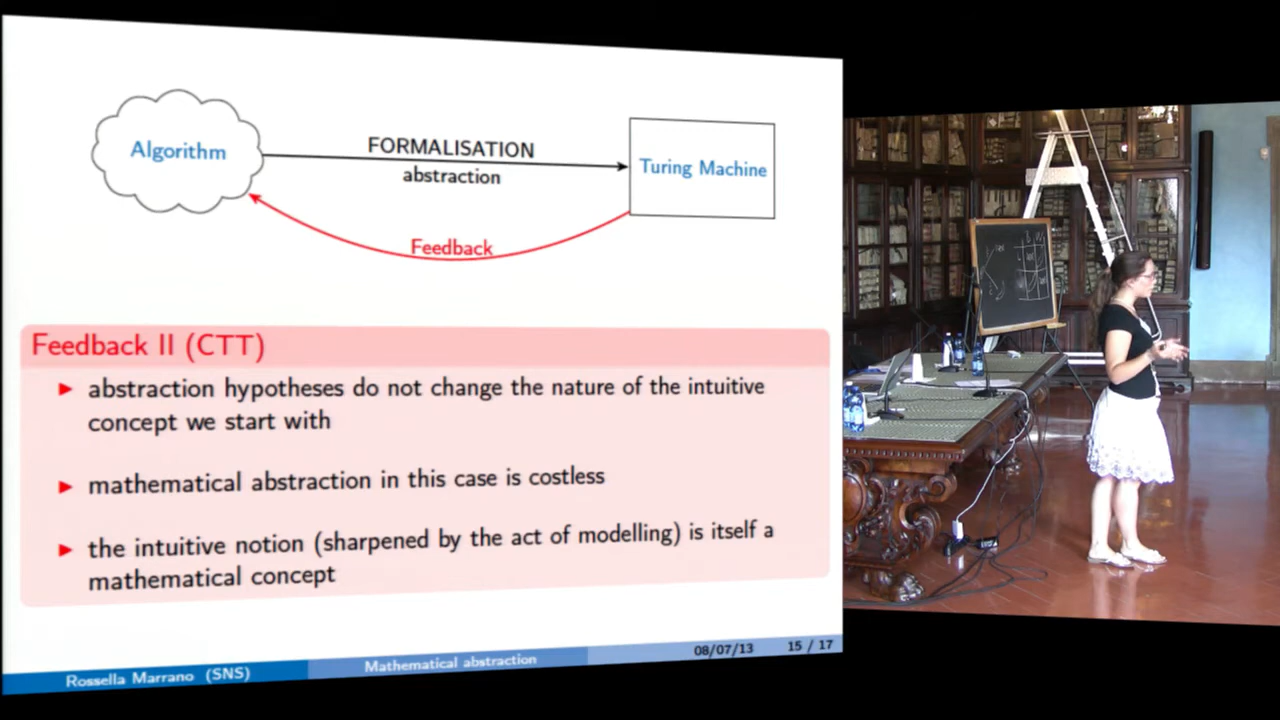 Algorithm
FORMALISATION
abstraction
Turing Machine
Feedback
Feedback II (CTT)
abstraction hypotheses do not change the nature of the intuitive
concept we start with
mathematical abstraction in this case is costless
the intuitive notion (sharpened by the act of modelling) is itself a
mathematical concept
Rossella Marrano (SNS)
Mathematical abstraction
08/07/13
15 / 17